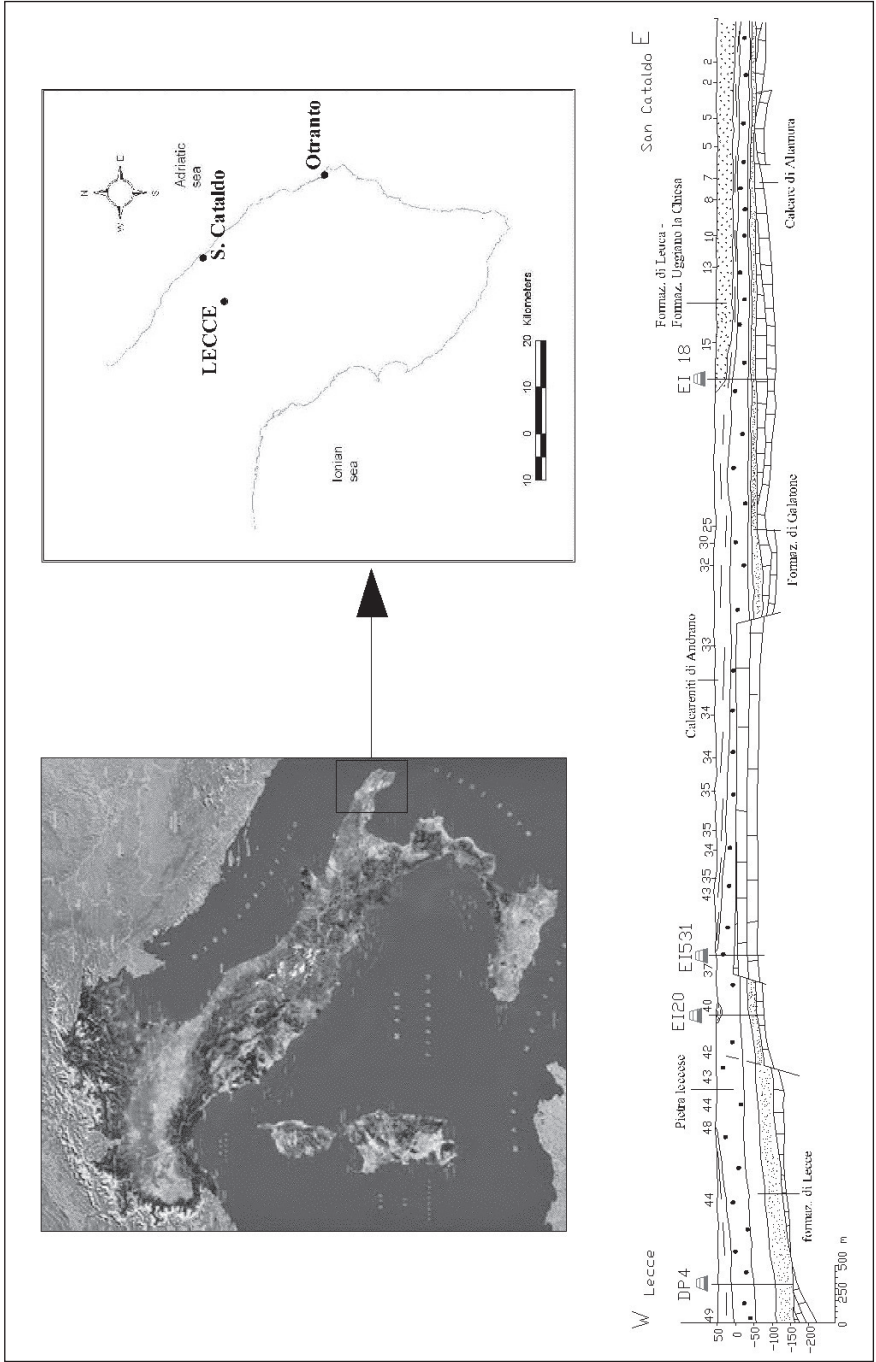 N
W
E
S
Adriatic
sea
S. Cataldo
Otranto
LECCE
Ionian
sea
10 0 10 20 Kilometers
W Lecce
San Cataldo E
DP4
EI20
EI531
EI 18
Pietra leccese
Calcareniti di Andrano
Formaz. di Leuca -
Formaz. Uggiano la Chiesa
49 44 48 44 43 42 40 37 43 35 34 35 35 34 34 33 32 30 25 15 13 10 8 7 5 5 2 2
50
0
-50
-100
-150
-200
0 250 500 m
formaz. di Lecce
Formaz. di Galatone
Calcare di Altamura